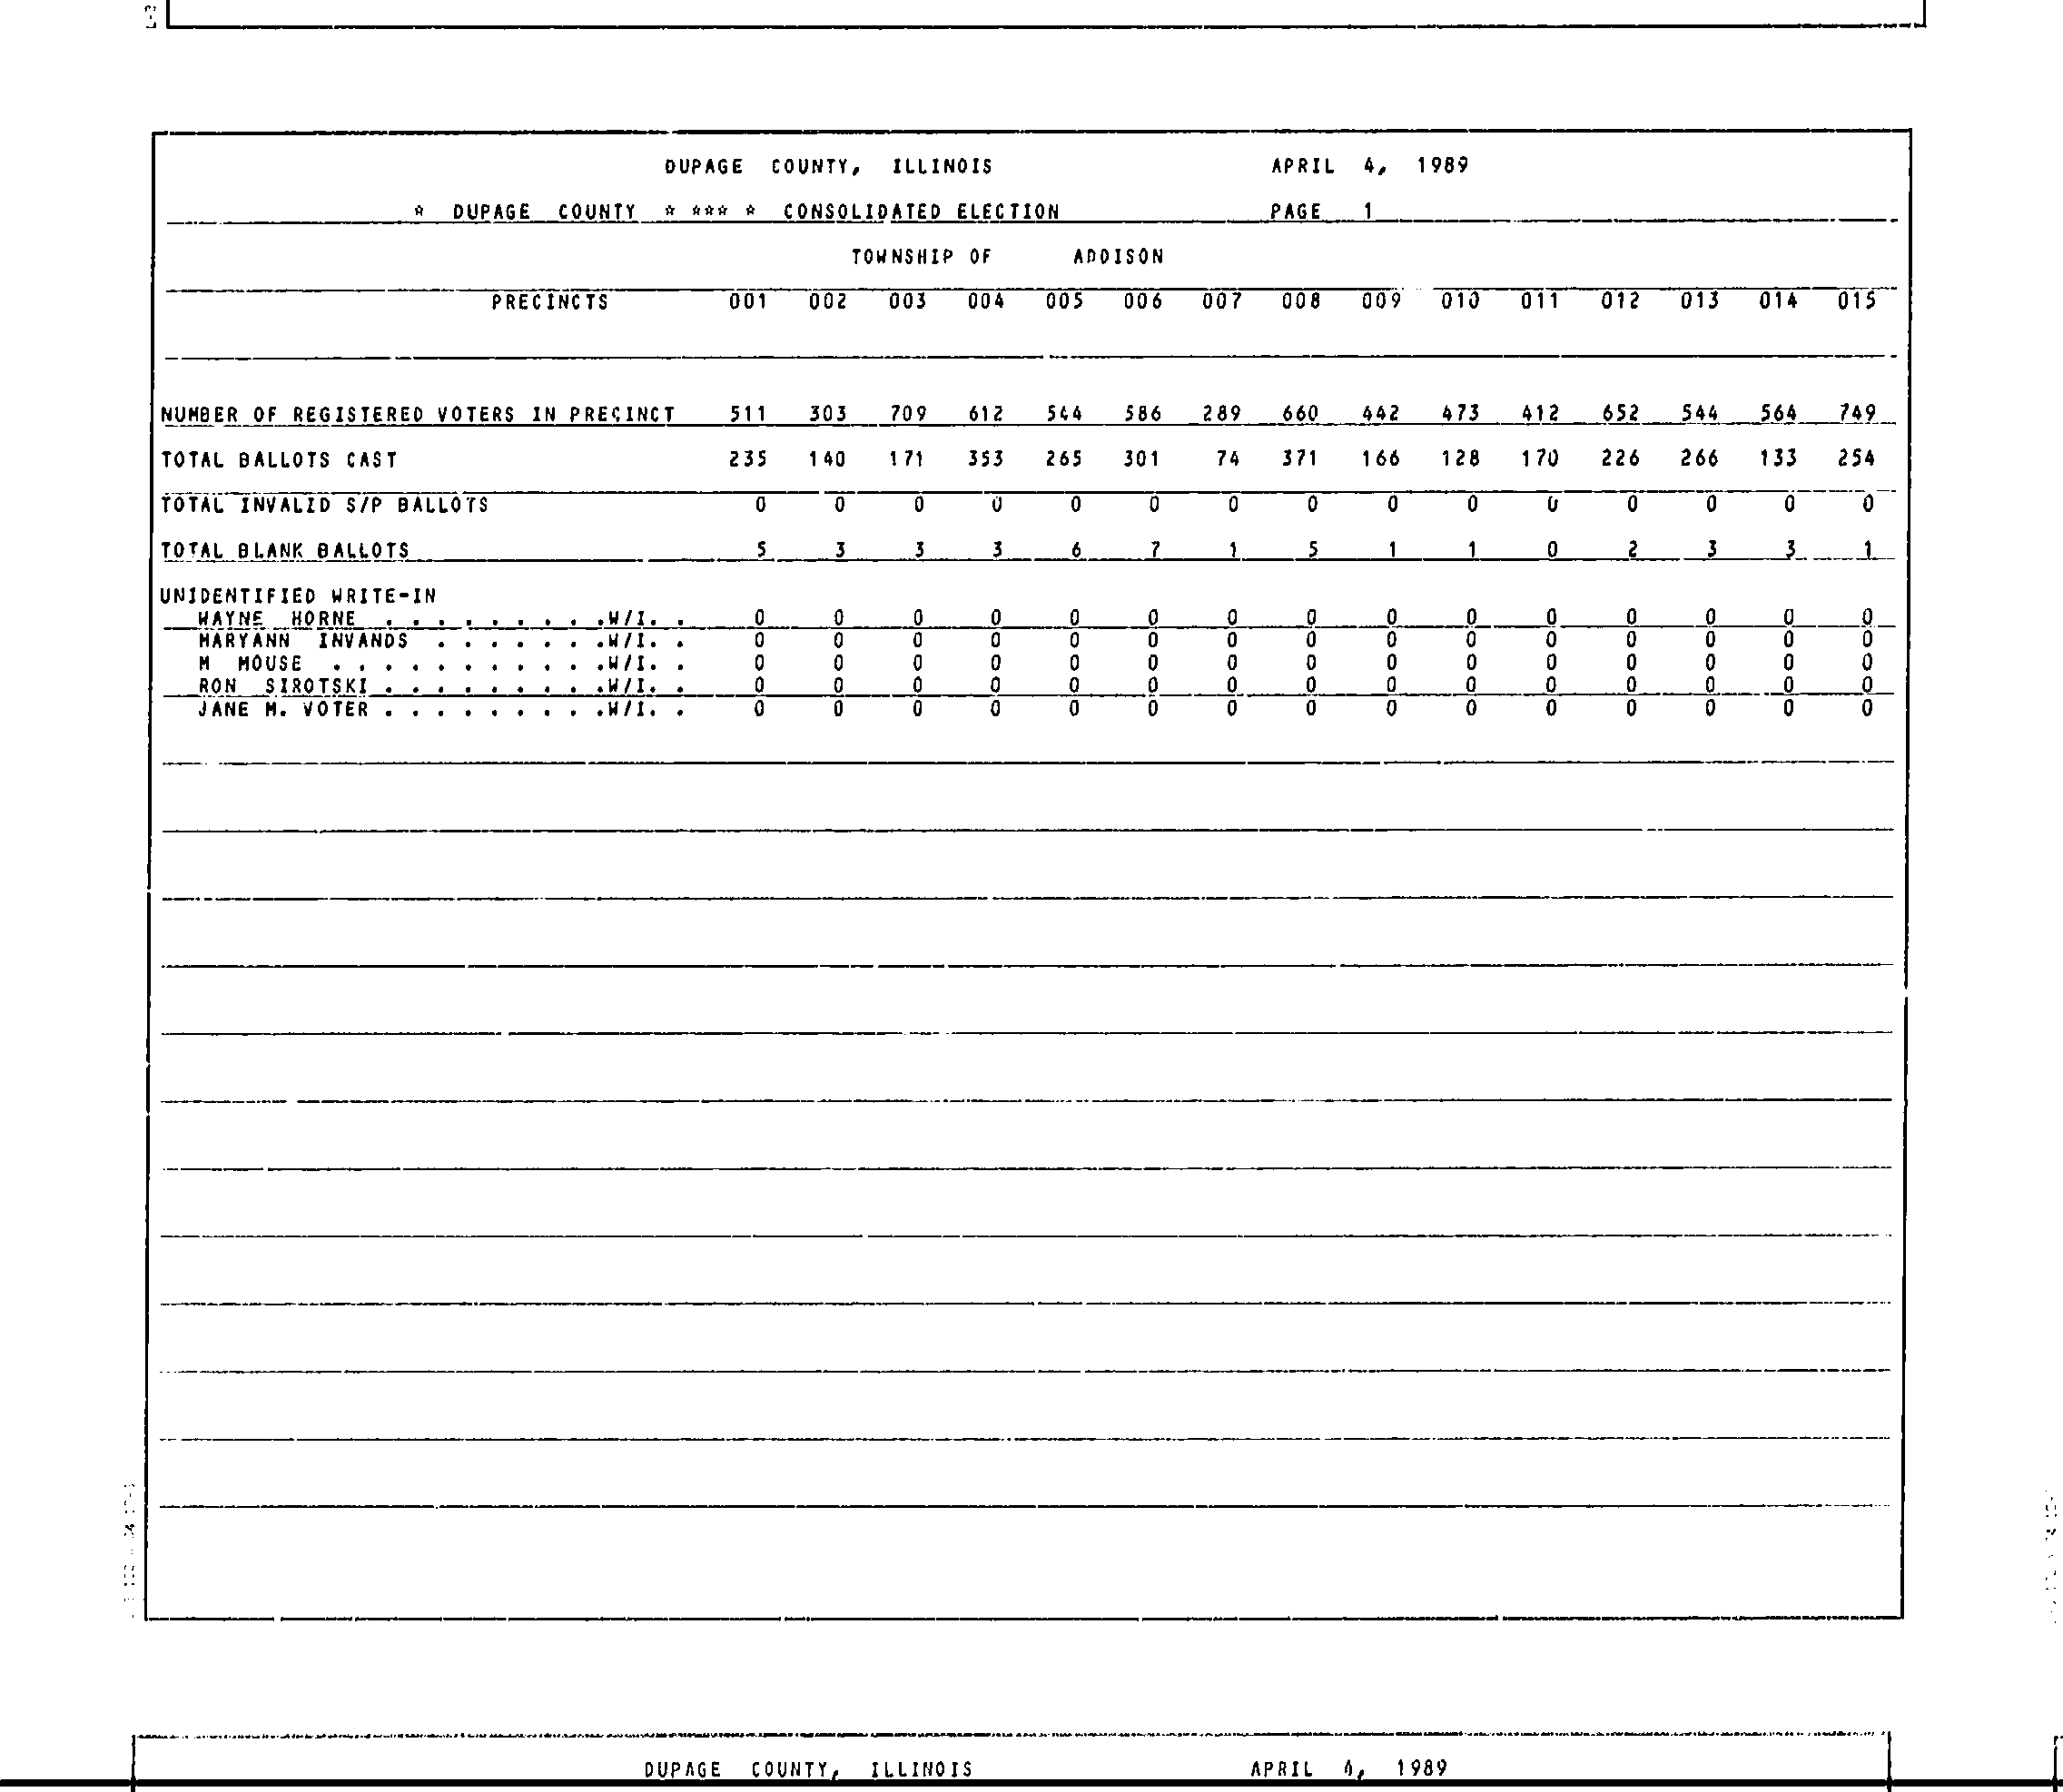 DUPAGE COUNTY, ILLINOIS APRIL 4, 1989
* DUPAGE COUNTY * *** * CONSOLIDATED ELECTION PAGE 1
TOWNSHIP OF ADDISON
PRECINCTS 001 002 003 004 005 006 007 008 009 010 011 012 013 014 015
NUMBER OF REGISTERED VOTERS IN PRECINCT 511 303 709 612 544 586 289 660 442 473 412 652 544 564 749
TOTAL BALLOTS CAST 235 140 171 353 265 301 74 371 166 128 170 226 266 133 254
TOTAL INVALID S/P BALLOTS 0 0 0 0 0 0 0 0 0 0 0 0 0 0 0
TOTAL BLANK BALLOTS 5 3 3 3 6 7 1 5 1 1 0 2 3 3 1
UNIDENTIFIED WRITE-IN
WAYNE HORNE . . . . . . . . .W/I. . 0 0 0 0 0 0 0 0 0 0 0 0 0 0 0
MARYANN INVANDS . . . . . . .W/I. . 0 0 0 0 0 0 0 0 0 0 0 0 0 0 0
M MOUSE . . . . . . . . . . .W/I. . 0 0 0 0 0 0 0 0 0 0 0 0 0 0 0
RON SIROTSKI . . . . . . . . .W/I. . 0 0 0 0 0 0 0 0 0 0 0 0 0 0 0
JANE M. VOTER . . . . . . . . .W/I. . 0 0 0 0 0 0 0 0 0 0 0 0 0 0 0
DUPAGE COUNTY, ILLINOIS APRIL 4, 1989